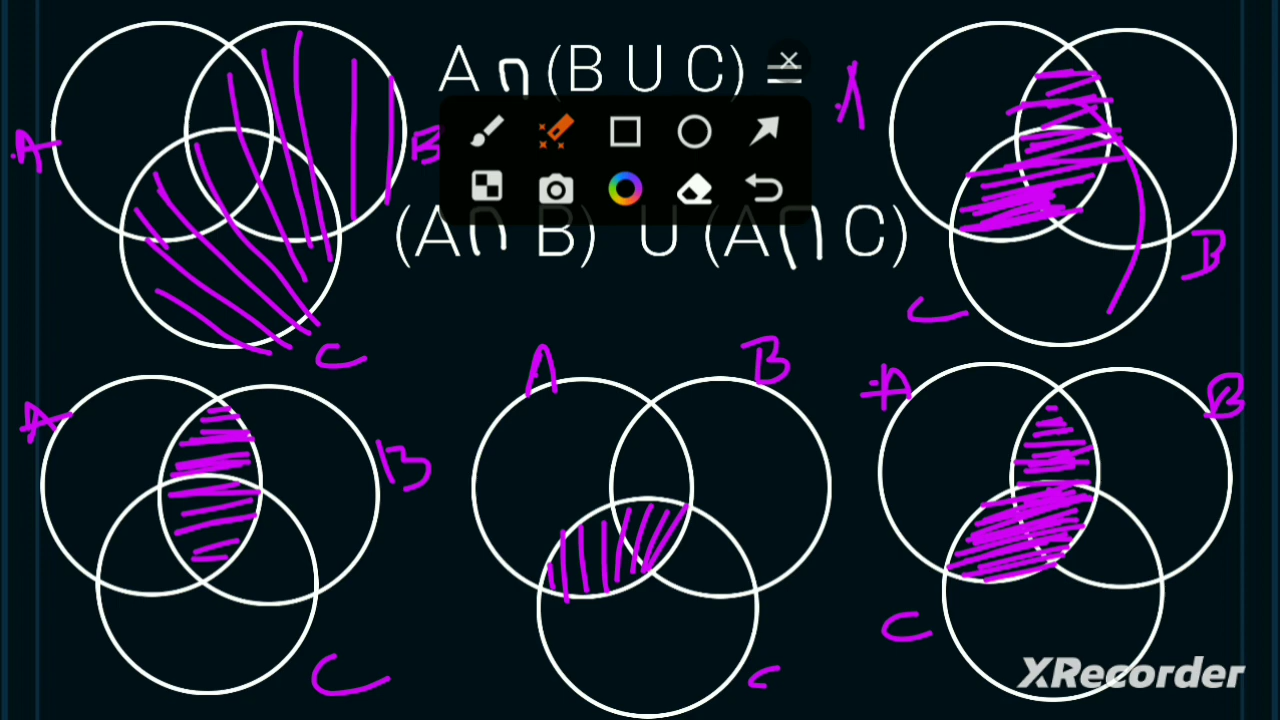 A ∩ (B U C) =
(A ∩ B) U (A ∩ C)
A
B
C
A
B
C
A
B
C
A
B
C
A
B
C
XRecorder